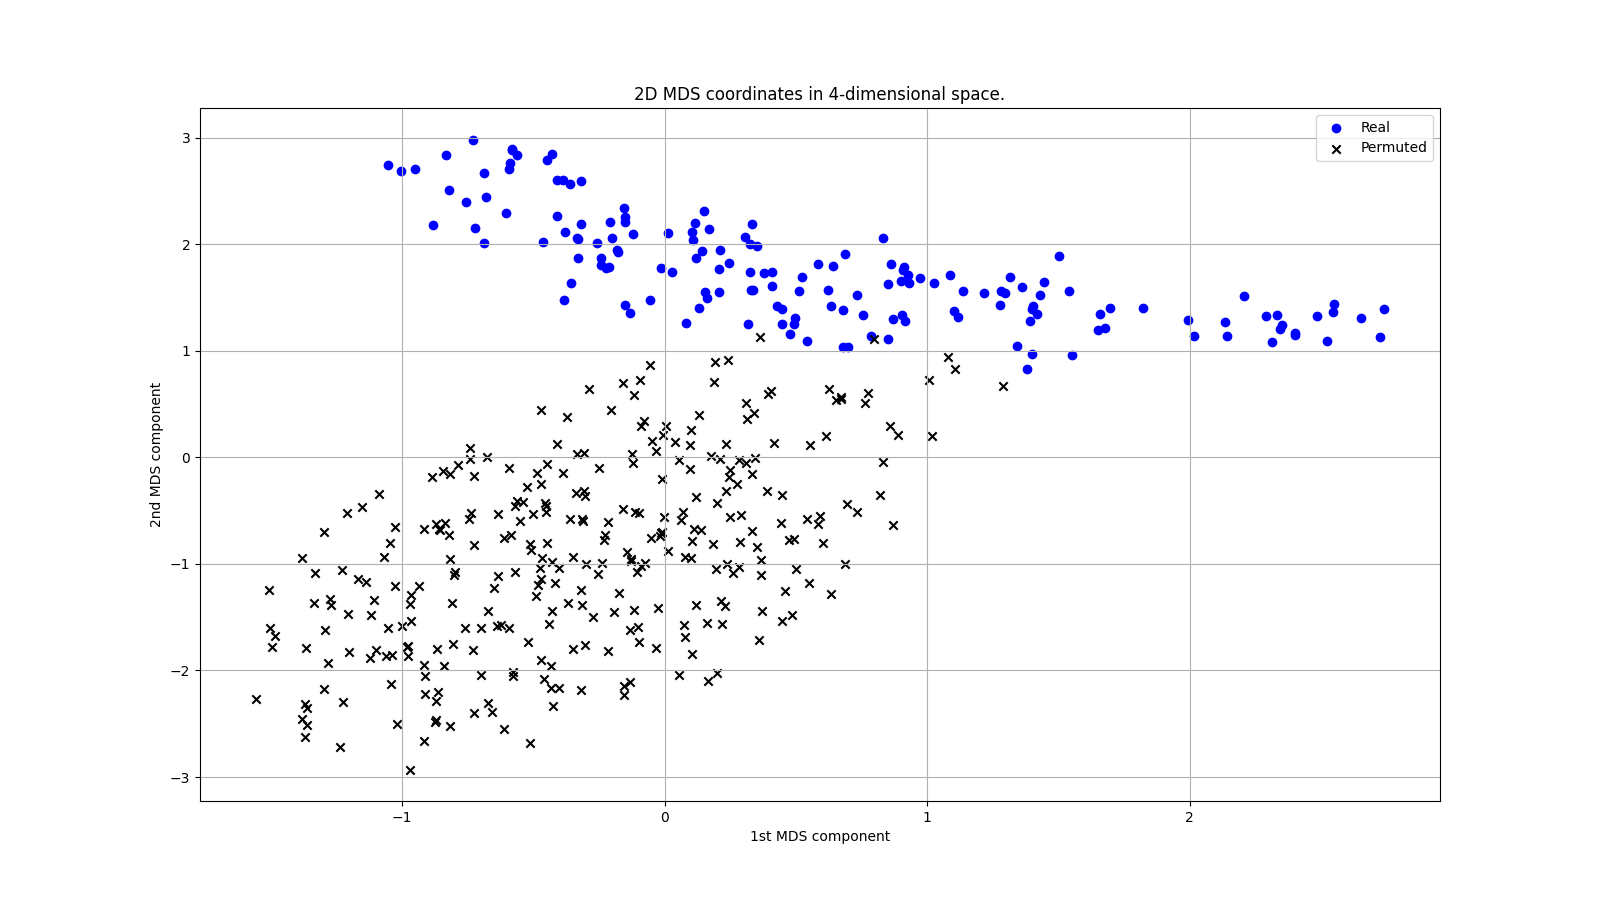 2D MDS coordinates in 4-dimensional space.
Real
Permuted
3
2
1
0
−1
−2
−3
2nd MDS component
−1
0
1
2
1st MDS component